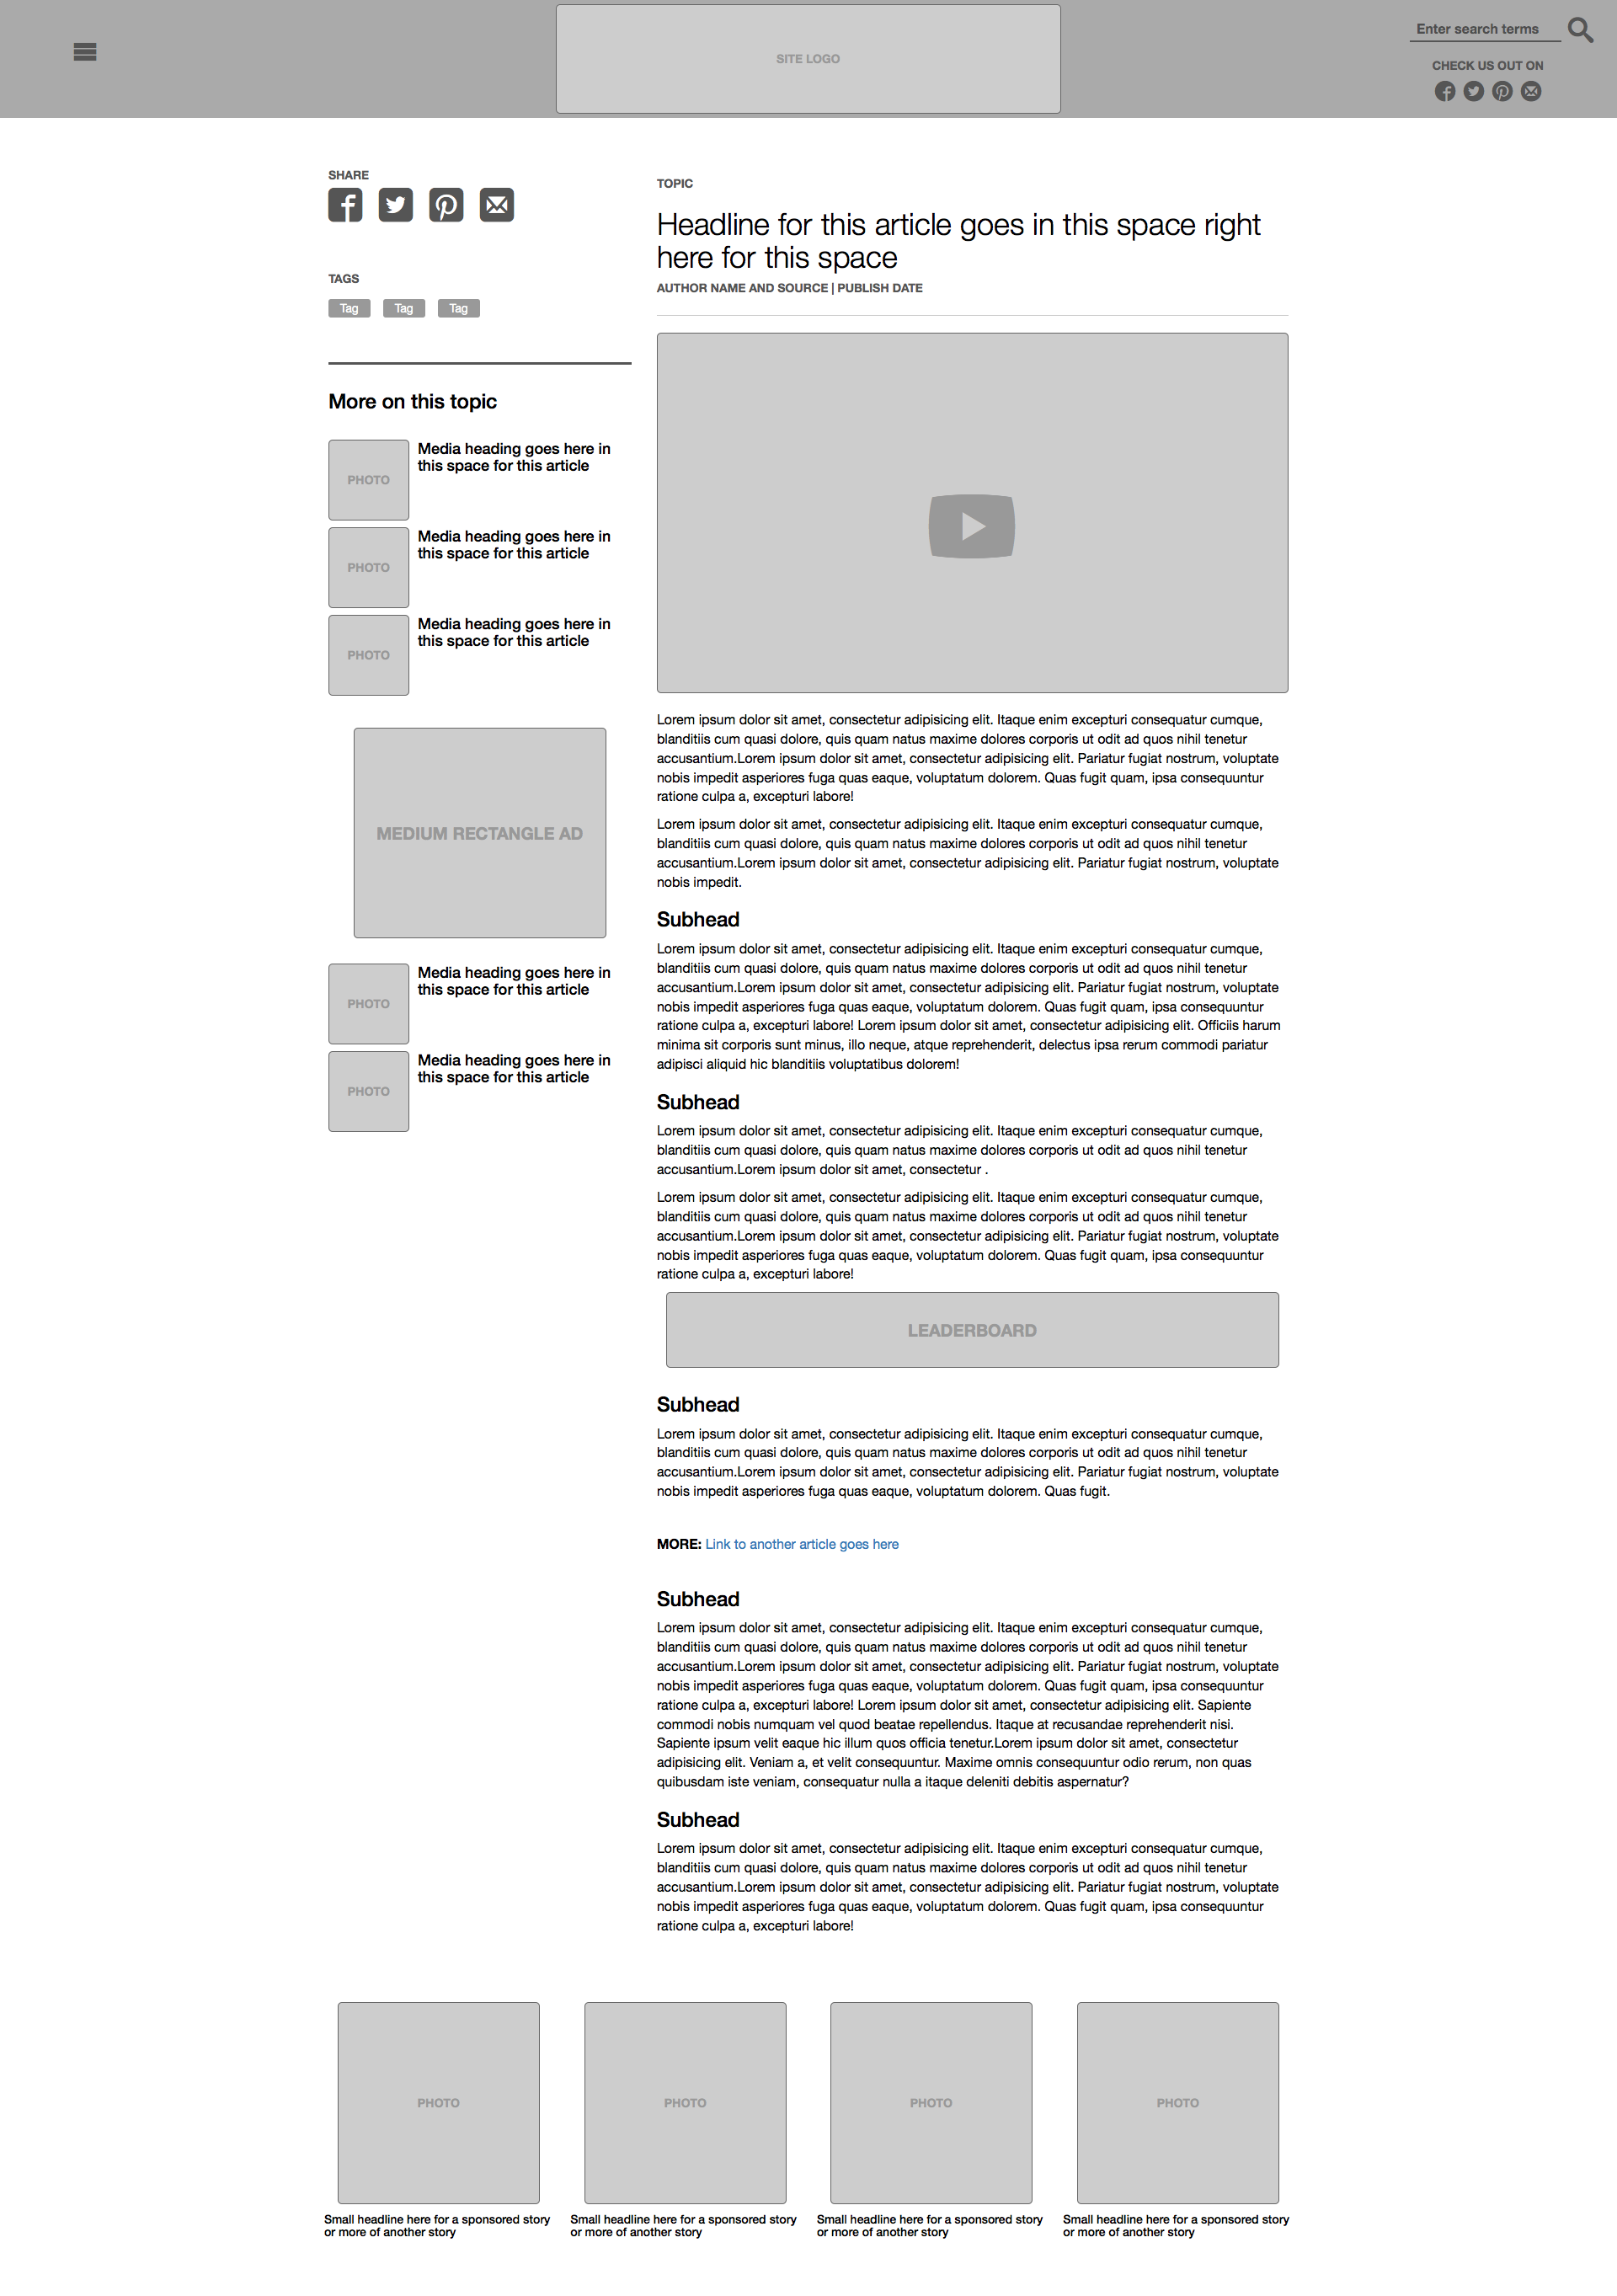 SITE LOGO
Enter search terms
CHECK US OUT ON
SHARE
TAGS
Tag Tag Tag
More on this topic
PHOTO
Media heading goes here in
this space for this article
PHOTO
Media heading goes here in
this space for this article
PHOTO
Media heading goes here in
this space for this article
MEDIUM RECTANGLE AD
PHOTO
Media heading goes here in
this space for this article
PHOTO
Media heading goes here in
this space for this article
TOPIC
Headline for this article goes in this space right
here for this space
AUTHOR NAME AND SOURCE | PUBLISH DATE
Lorem ipsum dolor sit amet, consectetur adipisicing elit. Itaque enim excepturi consequatur cumque,
blanditiis cum quasi dolore, quis quam natus maxime dolores corporis ut odit ad quos nihil tenetur
accusantium.Lorem ipsum dolor sit amet, consectetur adipisicing elit. Pariatur fugiat nostrum, voluptate
nobis impedit asperiores fuga quas eaque, voluptatum dolorem. Quas fugit quam, ipsa consequuntur
ratione culpa a, excepturi labore!
Lorem ipsum dolor sit amet, consectetur adipisicing elit. Itaque enim excepturi consequatur cumque,
blanditiis cum quasi dolore, quis quam natus maxime dolores corporis ut odit ad quos nihil tenetur
accusantium.Lorem ipsum dolor sit amet, consectetur adipisicing elit. Pariatur fugiat nostrum, voluptate
nobis impedit.
Subhead
Lorem ipsum dolor sit amet, consectetur adipisicing elit. Itaque enim excepturi consequatur cumque,
blanditiis cum quasi dolore, quis quam natus maxime dolores corporis ut odit ad quos nihil tenetur
accusantium.Lorem ipsum dolor sit amet, consectetur adipisicing elit. Pariatur fugiat nostrum, voluptate
nobis impedit asperiores fuga quas eaque, voluptatum dolorem. Quas fugit quam, ipsa consequuntur
ratione culpa a, excepturi labore! Lorem ipsum dolor sit amet, consectetur adipisicing elit. Officiis harum
minima sit corporis sunt minus, illo neque, atque reprehenderit, delectus ipsa rerum commodi pariatur
adipisci aliquid hic blanditiis voluptatibus dolorem!
Subhead
Lorem ipsum dolor sit amet, consectetur adipisicing elit. Itaque enim excepturi consequatur cumque,
blanditiis cum quasi dolore, quis quam natus maxime dolores corporis ut odit ad quos nihil tenetur
accusantium.Lorem ipsum dolor sit amet, consectetur .
Lorem ipsum dolor sit amet, consectetur adipisicing elit. Itaque enim excepturi consequatur cumque,
blanditiis cum quasi dolore, quis quam natus maxime dolores corporis ut odit ad quos nihil tenetur
accusantium.Lorem ipsum dolor sit amet, consectetur adipisicing elit. Pariatur fugiat nostrum, voluptate
nobis impedit asperiores fuga quas eaque, voluptatum dolorem. Quas fugit quam, ipsa consequuntur
ratione culpa a, excepturi labore!
LEADERBOARD
Subhead
Lorem ipsum dolor sit amet, consectetur adipisicing elit. Itaque enim excepturi consequatur cumque,
blanditiis cum quasi dolore, quis quam natus maxime dolores corporis ut odit ad quos nihil tenetur
accusantium.Lorem ipsum dolor sit amet, consectetur adipisicing elit. Pariatur fugiat nostrum, voluptate
nobis impedit asperiores fuga quas eaque, voluptatum dolorem. Quas fugit.
MORE: Link to another article goes here
Subhead
Lorem ipsum dolor sit amet, consectetur adipisicing elit. Itaque enim excepturi consequatur cumque,
blanditiis cum quasi dolore, quis quam natus maxime dolores corporis ut odit ad quos nihil tenetur
accusantium.Lorem ipsum dolor sit amet, consectetur adipisicing elit. Pariatur fugiat nostrum, voluptate
nobis impedit asperiores fuga quas eaque, voluptatum dolorem. Quas fugit quam, ipsa consequuntur
ratione culpa a, excepturi labore! Lorem ipsum dolor sit amet, consectetur adipisicing elit. Sapiente
commodi nobis numquam vel quod beatae repellendus. Itaque at recusandae reprehenderit nisi.
Sapiente ipsum velit eaque hic illum quos officia tenetur.Lorem ipsum dolor sit amet, consectetur
adipisicing elit. Veniam a, et velit consequuntur. Maxime omnis consequuntur odio rerum, non quas
quibusdam iste veniam, consequatur nulla a itaque deleniti debitis aspernatur?
Subhead
Lorem ipsum dolor sit amet, consectetur adipisicing elit. Itaque enim excepturi consequatur cumque,
blanditiis cum quasi dolore, quis quam natus maxime dolores corporis ut odit ad quos nihil tenetur
accusantium.Lorem ipsum dolor sit amet, consectetur adipisicing elit. Pariatur fugiat nostrum, voluptate
nobis impedit asperiores fuga quas eaque, voluptatum dolorem. Quas fugit quam, ipsa consequuntur
ratione culpa a, excepturi labore!
PHOTO
Small headline here for a sponsored story
or more of another story
PHOTO
Small headline here for a sponsored story
or more of another story
PHOTO
Small headline here for a sponsored story
or more of another story
PHOTO
Small headline here for a sponsored story
or more of another story